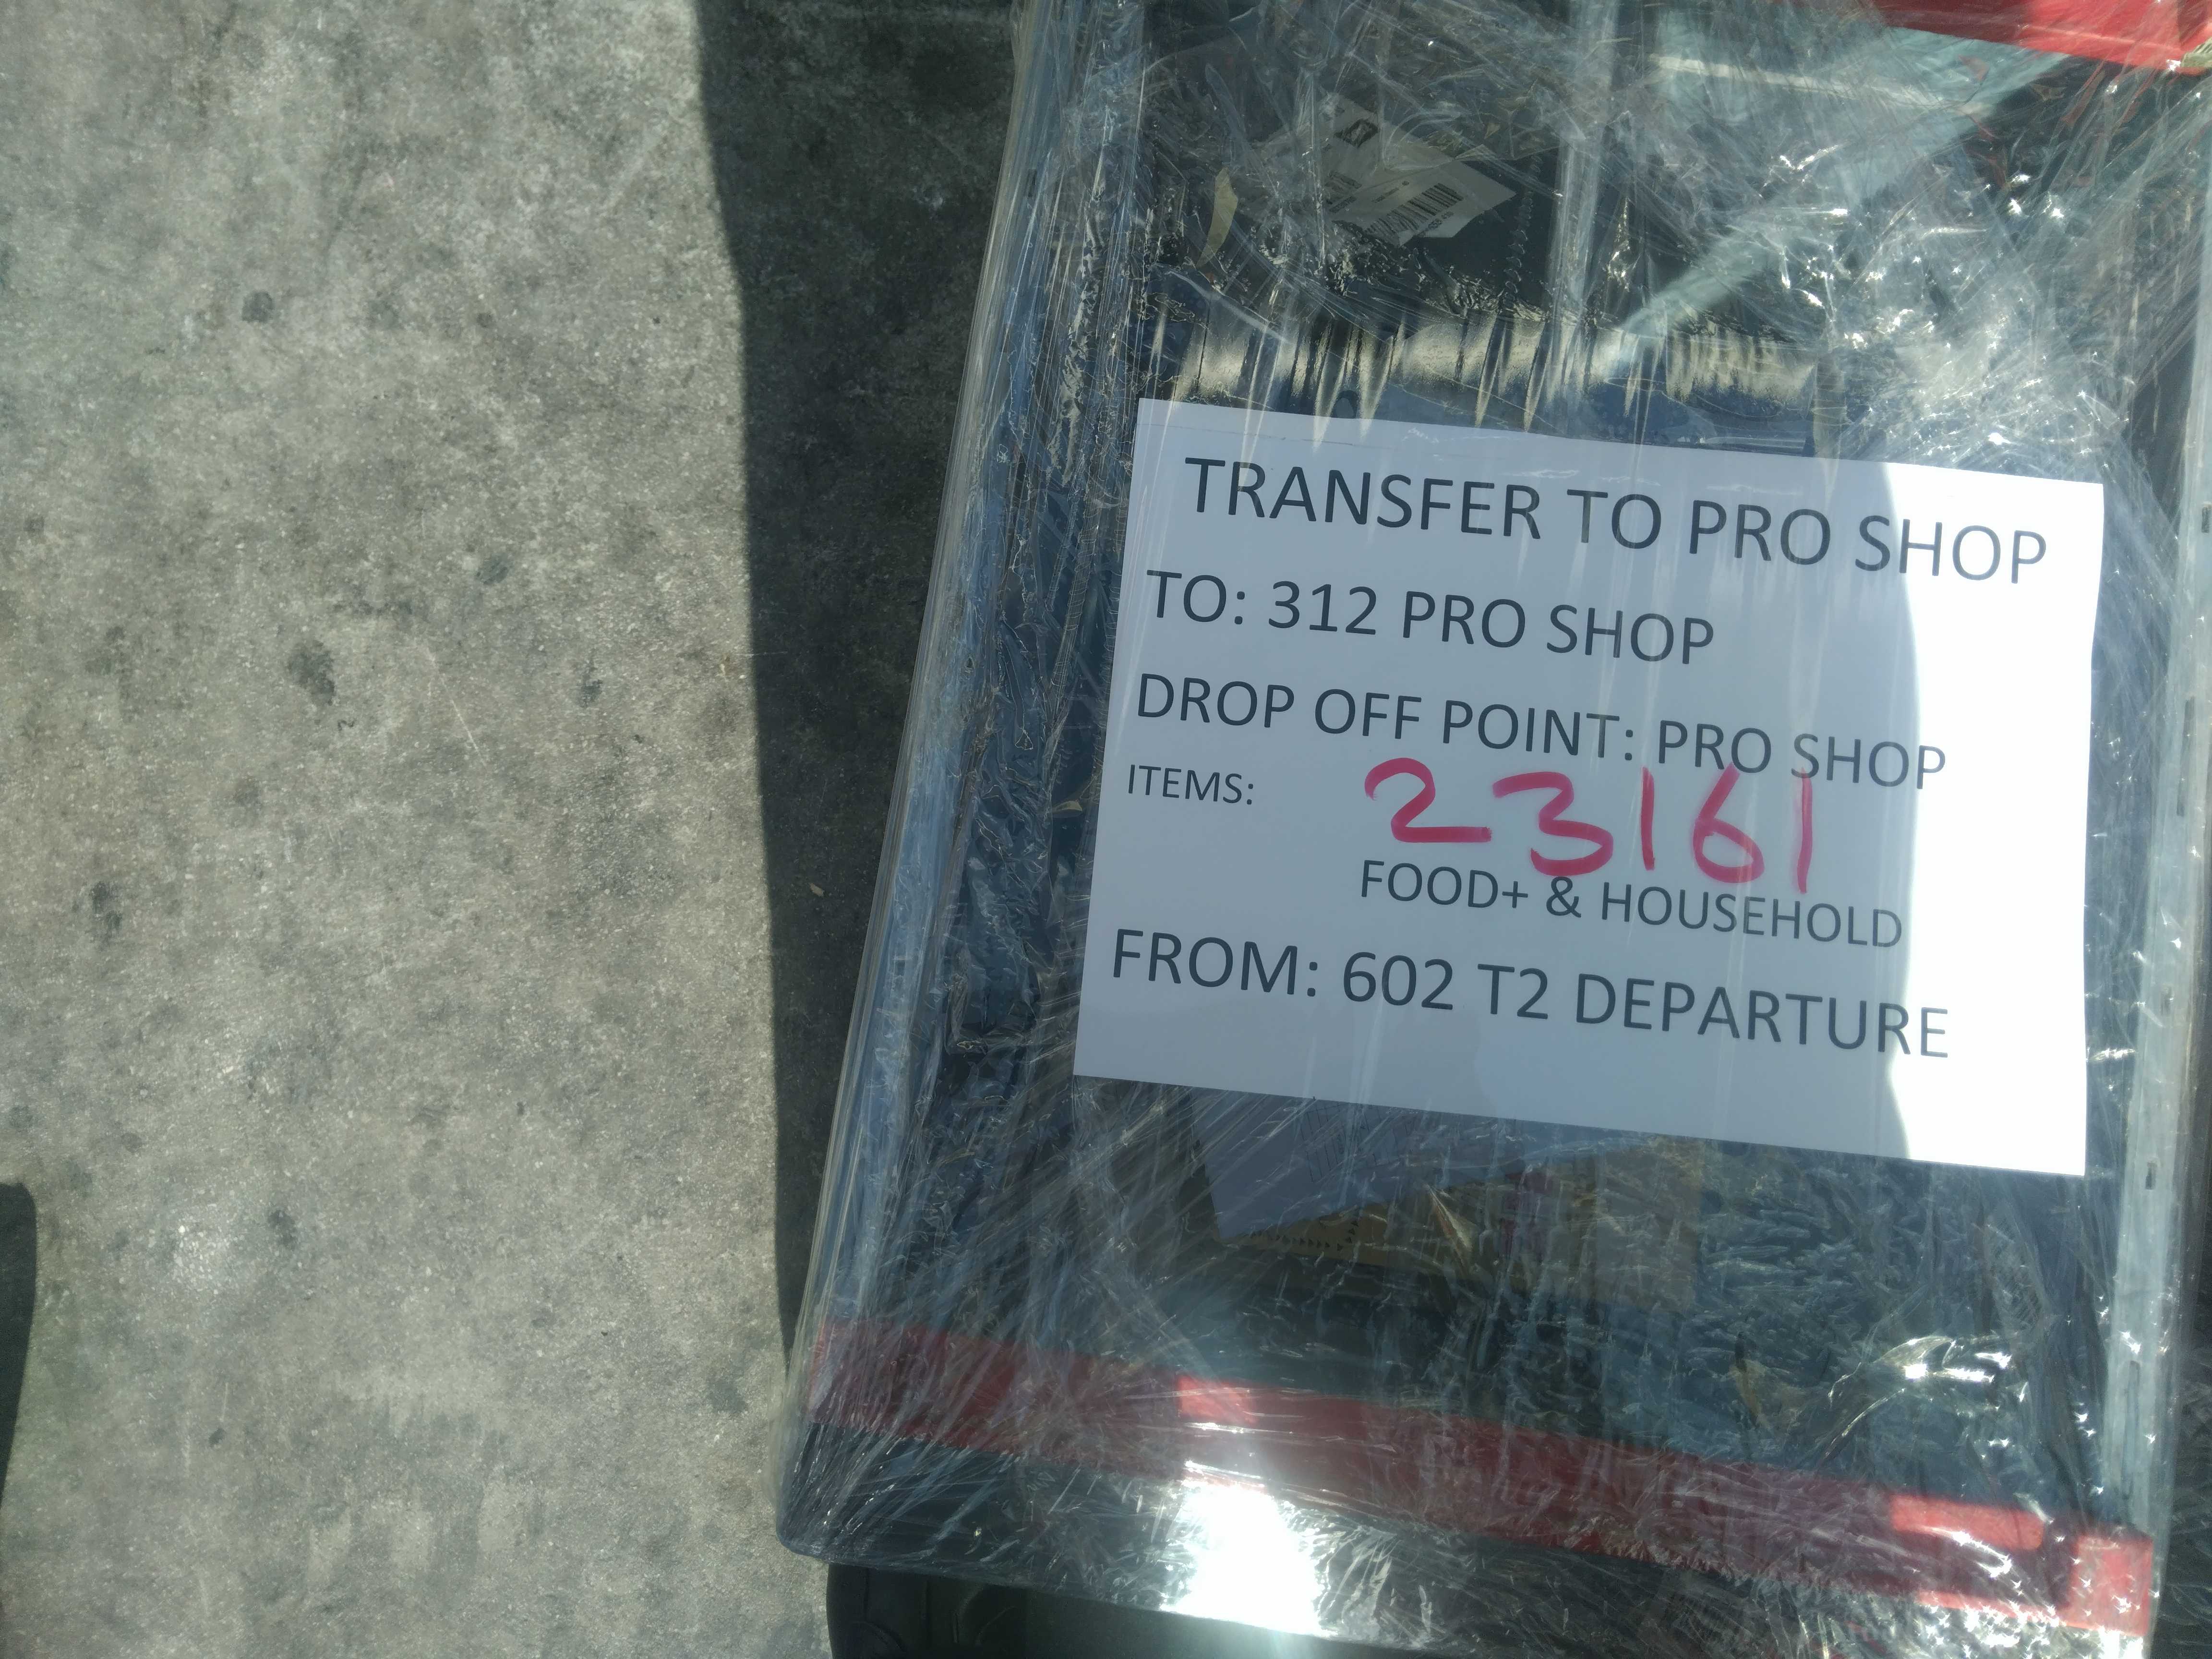 TRANSFER TO PRO SHOP
TO: 312 PRO SHOP
DROP OFF POINT: PRO SHOP
ITEMS:
23161
FOOD+ & HOUSEHOLD
FROM: 602 T2 DEPARTURE